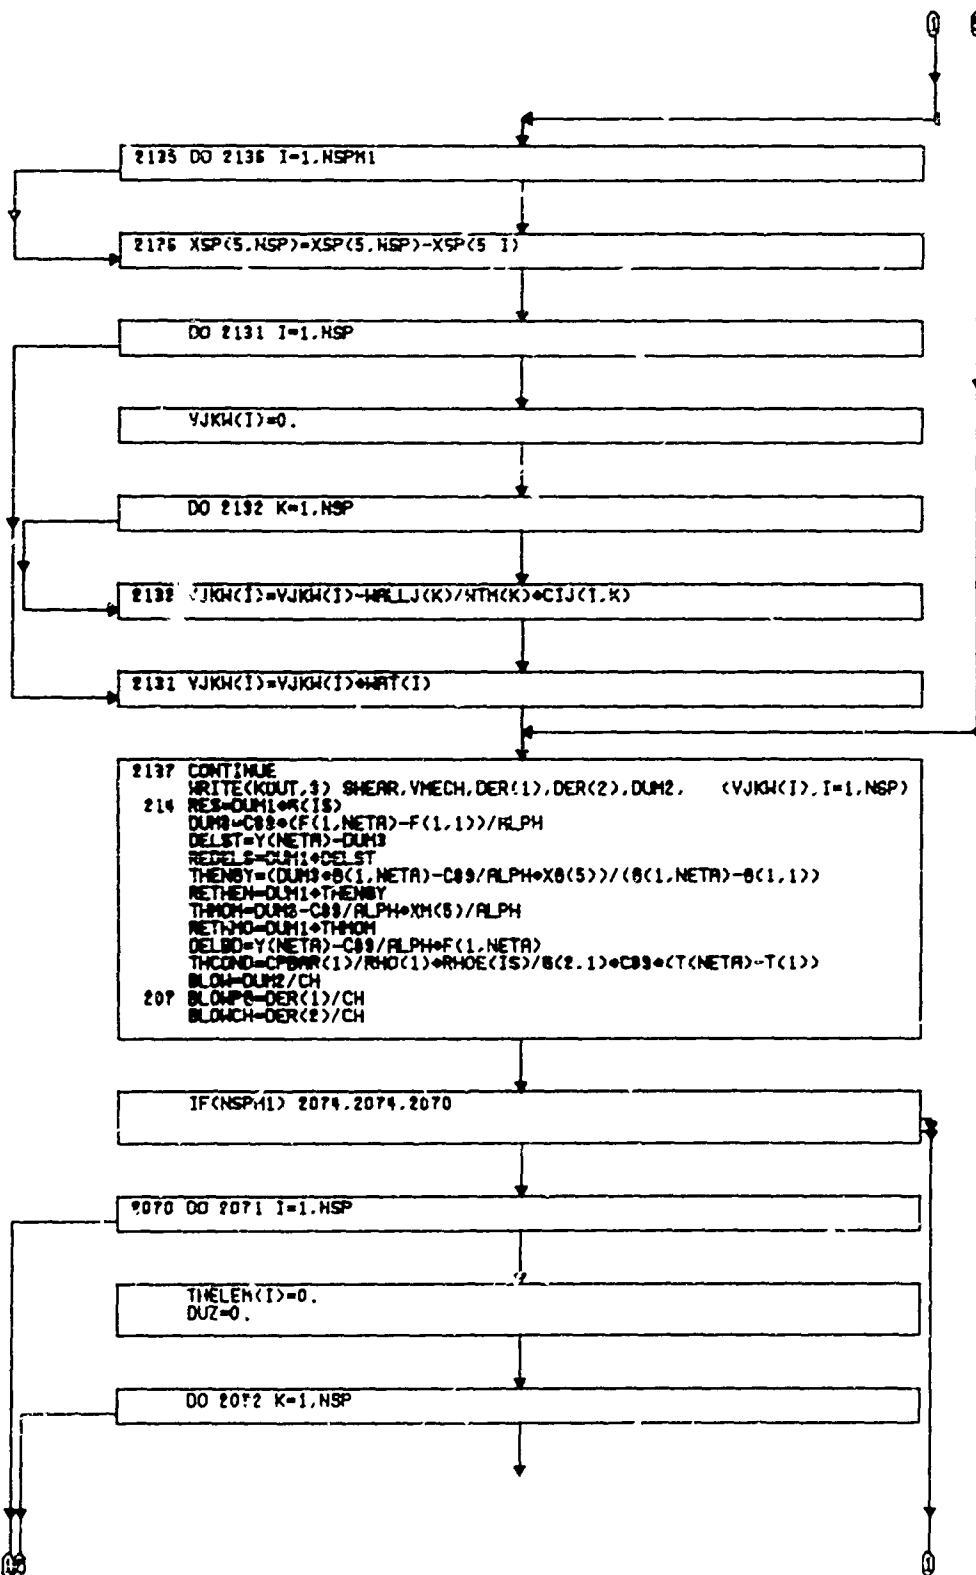 2135 DO 2136 I=1,NSPM1
2136 XSP(5,NSP)=XSP(5,NSP)-XSP(5 I)
DO 2131 I=1,NSP
VJKW(I)=0.
DO 2132 K=1,NSP
2132 VJKW(I)=VJKW(I)-WALLJ(K)/WTM(K)*CIJ(I,K)
2131 VJKW(I)=VJKW(I)*WAT(I)
2137 CONTINUE
WRITE(KOUT,3) SHEAR,VMECH,DER(1),DER(2),DUM2, (VJKW(I),I=1,NSP)
214 RES=DUM1*R(IS)
DUM3=C89*(F(1,NETA)-F(1,1))/ALPH
DELST=Y(NETA)-DUM3
REDELS=DUM1*DELST
THENGY=(DUM3*G(1,NETA)-C89/ALPH*XG(5))/(G(1,NETA)-G(1,1))
RETHEN=DUM1*THENGY
THMOM=DUM3-C89/ALPH*XM(5)/ALPH
RETHMO=DUM1*THMOM
DELBD=Y(NETA)-C89/ALPH*F(1,NETA)
THCOND=CPBAR(1)/RHO(1)*RHOE(IS)/G(2,1)*C89*(T(NETA)-T(1))
BLOW=DUM2/CH
207 BLOWPG=DER(1)/CH
BLOWCH=DER(2)/CH
IF(NSPM1) 2074,2074,2070
2070 DO 2071 I=1,NSP
THELEM(I)=0.
DUZ=0.
DO 2072 K=1,NSP